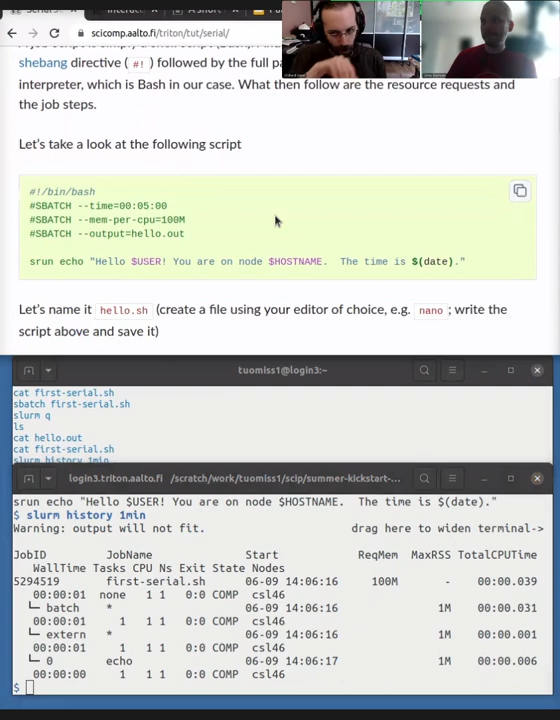 scicomp.aalto.fi/triton/tut/serial/
shebang directive ( #! ) followed by the full pa
interpreter, which is Bash in our case. What then follow are the resource requests and
the job steps.
Let's take a look at the following script
#!/bin/bash
#SBATCH --time=00:05:00
#SBATCH --mem-per-cpu=100M
#SBATCH --output=hello.out
srun echo "Hello $USER! You are on node $HOSTNAME.  The time is $(date)."
Let's name it hello.sh (create a file using your editor of choice, e.g. nano ; write the
script above and save it)
tuomiss1@login3:~
cat first-serial.sh
sbatch first-serial.sh
slurm q
ls
cat hello.out
cat first-serial.sh
slurm history 1min
login3.triton.aalto.fi /scratch/work/tuomiss1/scip/summer-kickstart-...
srun echo "Hello $USER! You are on node $HOSTNAME.  The time is $(date)."
$ slurm history 1min
Warning: output will not fit. drag here to widen terminal->
JobID JobName Start ReqMem MaxRSS TotalCPUTime
WallTime Tasks CPU Ns Exit State Nodes
5294519 first-serial.sh 06-09 14:06:16 100M - 00:00.039
00:00:01 none 1 1 0:0 COMP csl46
└─ batch * 06-09 14:06:16 1M 00:00.031
00:00:01 1 1 1 0:0 COMP csl46
└─ extern * 06-09 14:06:16 1M 00:00.001
00:00:01 1 1 1 0:0 COMP csl46
└─ 0 echo 06-09 14:06:17 1M 00:00.006
00:00:00 1 1 1 0:0 COMP csl46
$